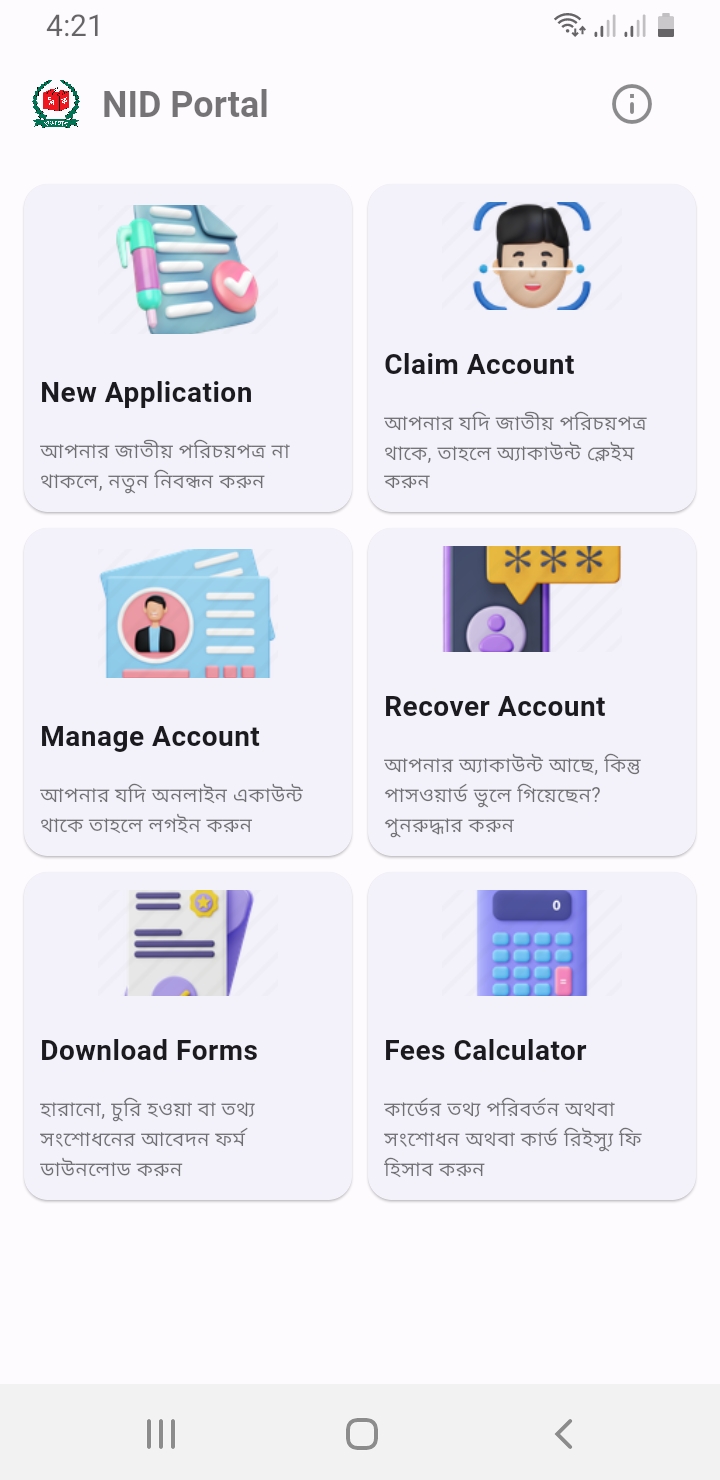 4:21
NID Portal
New Application
আপনার জাতীয় পরিচয়পত্র না
থাকলে, নতুন নিবন্ধন করুন
Claim Account
আপনার যদি জাতীয় পরিচয়পত্র
থাকে, তাহলে অ্যাকাউন্ট ক্লেইম
করুন
Manage Account
আপনার যদি অনলাইন একাউন্ট
থাকে তাহলে লগইন করুন
***
Recover Account
আপনার অ্যাকাউন্ট আছে, কিন্তু
পাসওয়ার্ড ভুলে গিয়েছেন?
পুনরুদ্ধার করুন
Download Forms
হারানো, চুরি হওয়া বা তথ্য
সংশোধনের আবেদন ফর্ম
ডাউনলোড করুন
0
=
Fees Calculator
কার্ডের তথ্য পরিবর্তন অথবা
সংশোধন অথবা কার্ড রিইস্যু ফি
হিসাব করুন